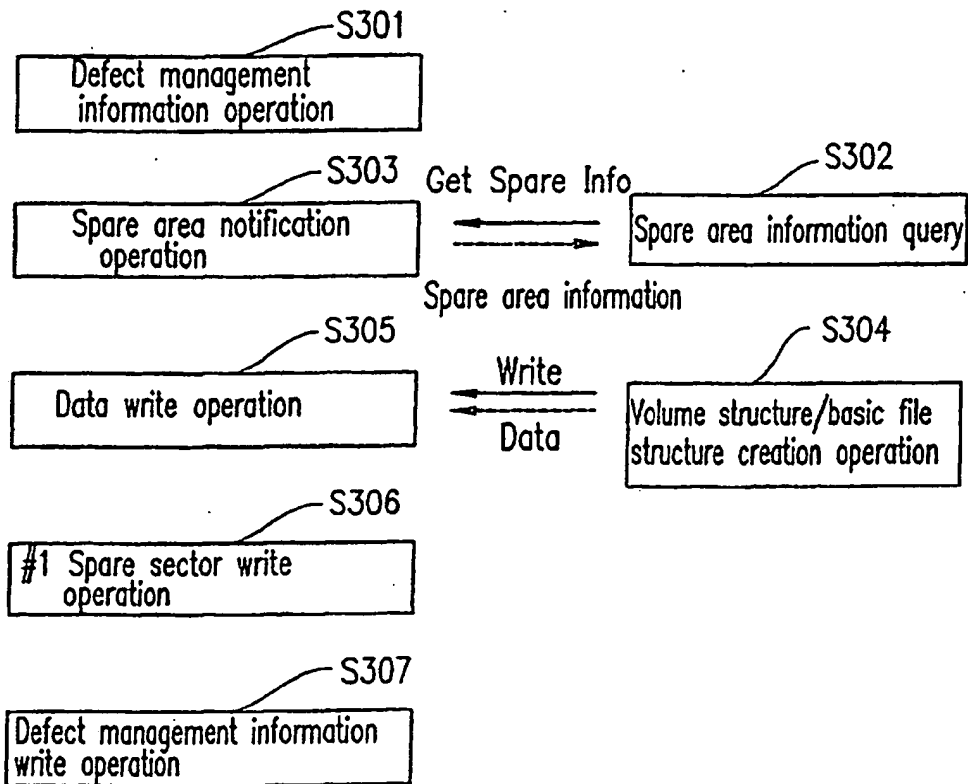 S301
Defect management
information operation
S303
Spare area notification
operation
Get Spare Info
Spare area information
S302
Spare area information query
S305
Data write operation
Write
Data
S304
Volume structure/basic file
structure creation operation
S306
#1 Spare sector write
operation
S307
Defect management information
write operation